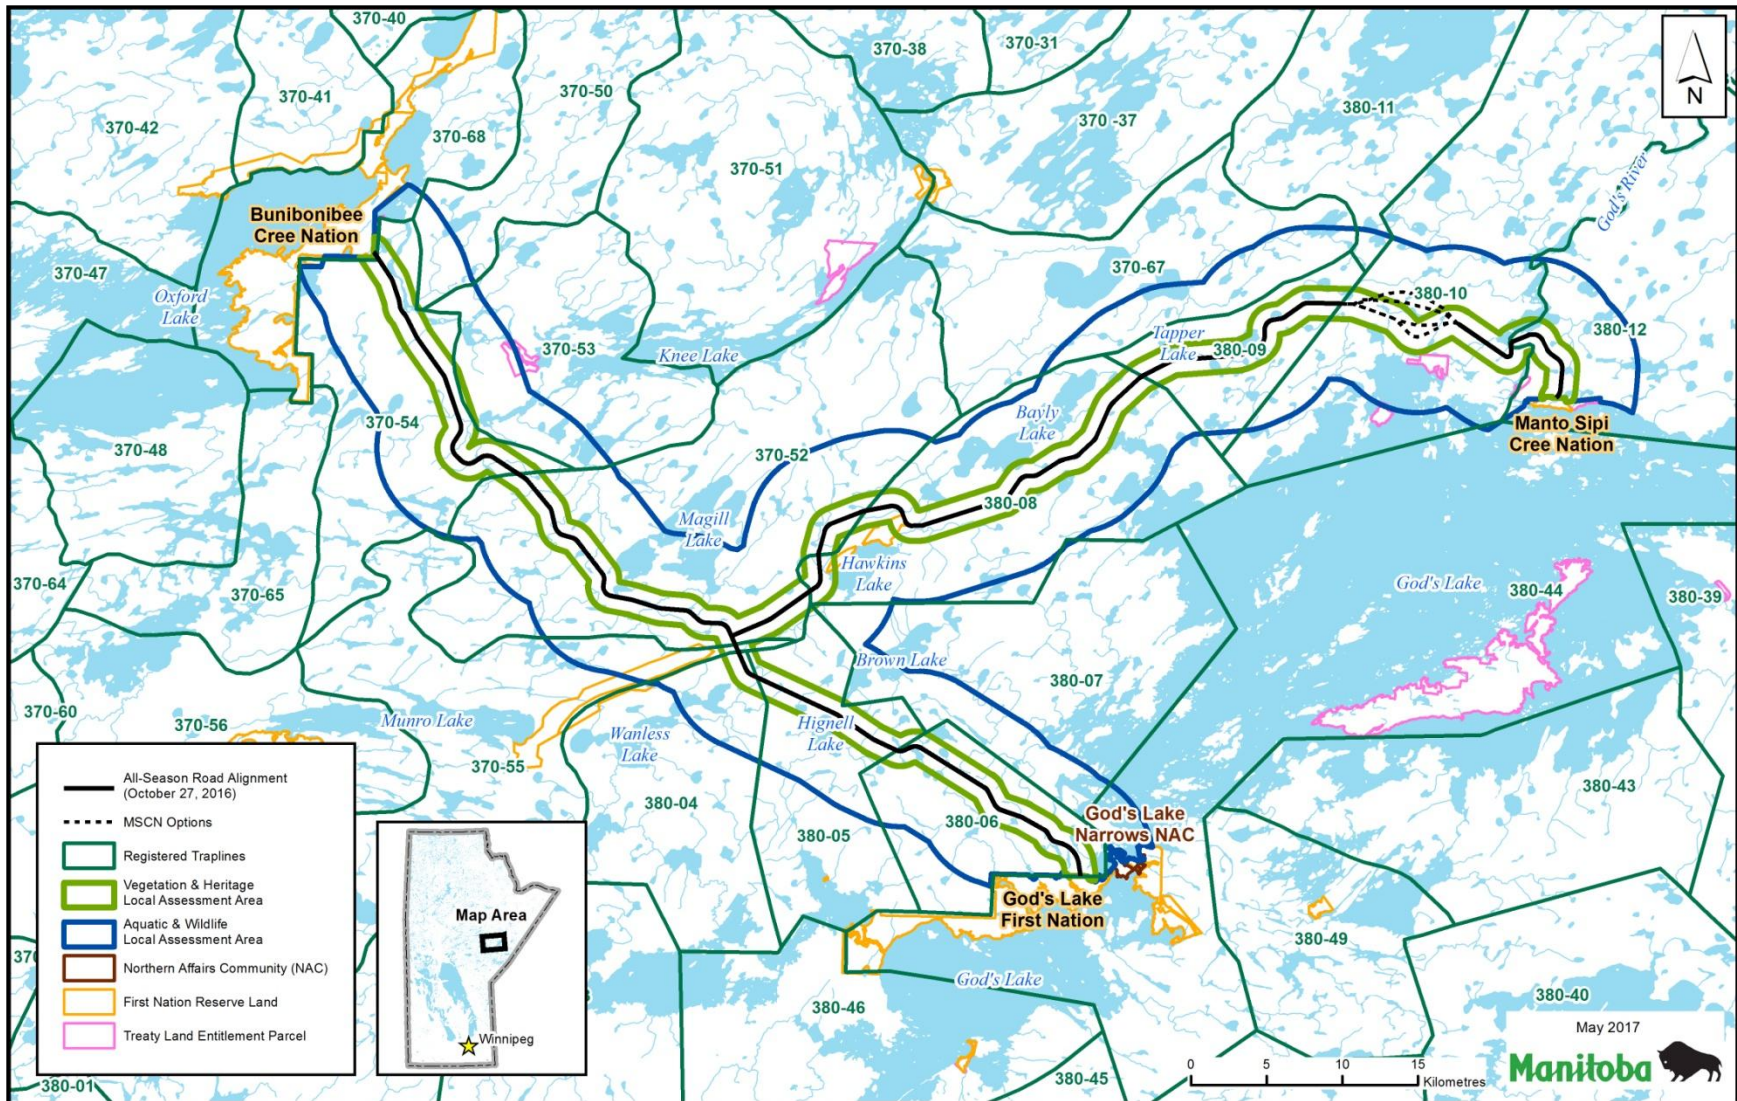 370-40
370-38
370-31
370-41
370-50
380-11
370-42
370-68
370 -37
370-51
God's River
Bunibonibee
Cree Nation
370-47
Oxford
Lake
370-67
380-10
380-12
Tapper
Lake
380-09
370-53
Knee Lake
370-54
Bayly
Lake
Manto Sipi
Cree Nation
370-48
370-52
380-08
Magill
Lake
Hawkins
Lake
God's Lake
380-44
380-39
370-64
370-65
Brown Lake
380-07
370-60
370-56
Munro Lake
Wanless
Lake
Hignell
Lake
370-55
380-04
380-05
380-06
380-43
God's Lake
Narrows NAC
God's Lake
First Nation
380-49
God's Lake
380-46
380-40
380-45
380-01
All-Season Road Alignment
(October 27, 2016)
MSCN Options
Registered Traplines
Vegetation & Heritage
Local Assessment Area
Aquatic & Wildlife
Local Assessment Area
Northern Affairs Community (NAC)
First Nation Reserve Land
Treaty Land Entitlement Parcel
Map Area
Winnipeg
N
0 5 10 15
Kilometres
May 2017
Manitoba